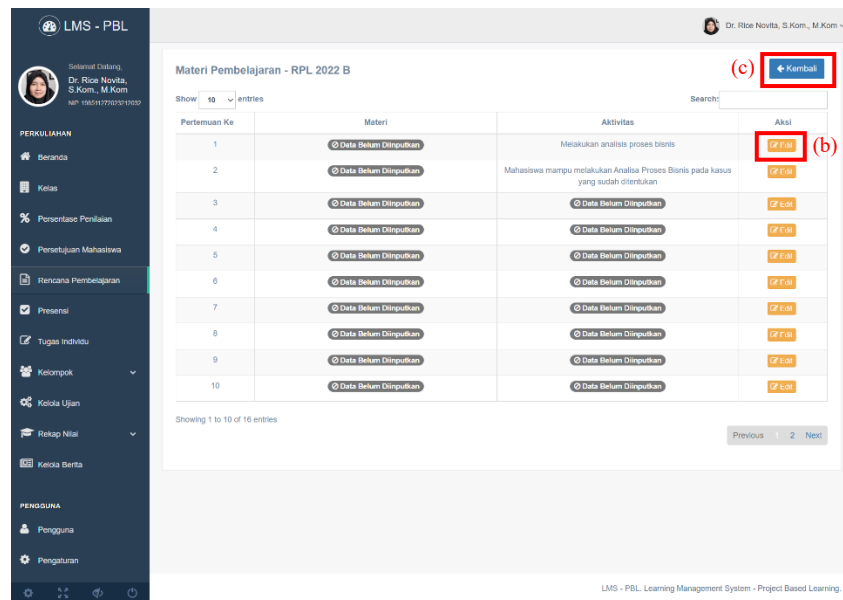 LMS - PBL
Dr. Rice Novita, S.Kom., M.Kom
Selamat Datang,
Dr. Rice Novita,
S.Kom., M.Kom
NIP. 198511272023212032
PERKULIAHAN
Beranda
Kelas
Persentase Penilaian
Persetujuan Mahasiswa
Rencana Pembelajaran
Presensi
Tugas Individu
Kelompok
Kelola Ujian
Rekap Nilai
Kelola Berita
PENGGUNA
Pengguna
Pengaturan
Materi Pembelajaran - RPL 2022 B
(c)
Kembali
Show 10 entries
Search:
Pertemuan Ke Materi Aktivitas Aksi
1 Data Belum Diinputkan Melakukan analisis proses bisnis Edit (b)
2 Data Belum Diinputkan Mahasiswa mampu melakukan Analisa Proses Bisnis pada kasus Edit
yang sudah ditentukan
3 Data Belum Diinputkan Data Belum Diinputkan Edit
4 Data Belum Diinputkan Data Belum Diinputkan Edit
5 Data Belum Diinputkan Data Belum Diinputkan Edit
6 Data Belum Diinputkan Data Belum Diinputkan Edit
7 Data Belum Diinputkan Data Belum Diinputkan Edit
8 Data Belum Diinputkan Data Belum Diinputkan Edit
9 Data Belum Diinputkan Data Belum Diinputkan Edit
10 Data Belum Diinputkan Data Belum Diinputkan Edit
Showing 1 to 10 of 16 entries
Previous 1 2 Next
LMS - PBL. Learning Management System - Project Based Learning.